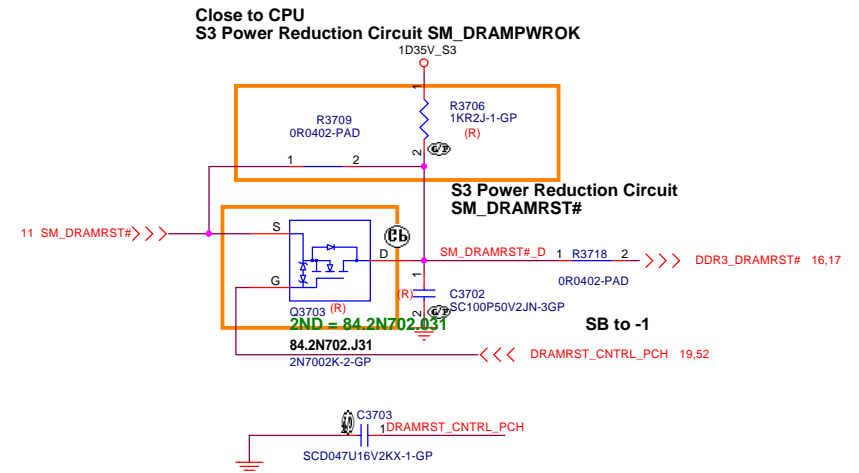 Close to CPU
S3 Power Reduction Circuit SM_DRAMPWROK
1D35V_S3
1
R3709
0R0402-PAD
R3706
1KR2J-1-GP
(R)
2
1 2
S3 Power Reduction Circuit
SM_DRAMRST#
11 SM_DRAMRST#
S
D
G
SM_DRAMRST#_D 1 R3718 2
DDR3_DRAMRST# 16,17
0R0402-PAD
1
(R)
C3702
SC100P50V2JN-3GP
2
Q3703 (R)
2ND = 84.2N702.031
SB to -1
84.2N702.J31
2N7002K-2-GP
DRAMRST_CNTRL_PCH 19,52
C3703
1 DRAMRST_CNTRL_PCH
SCD047U16V2KX-1-GP